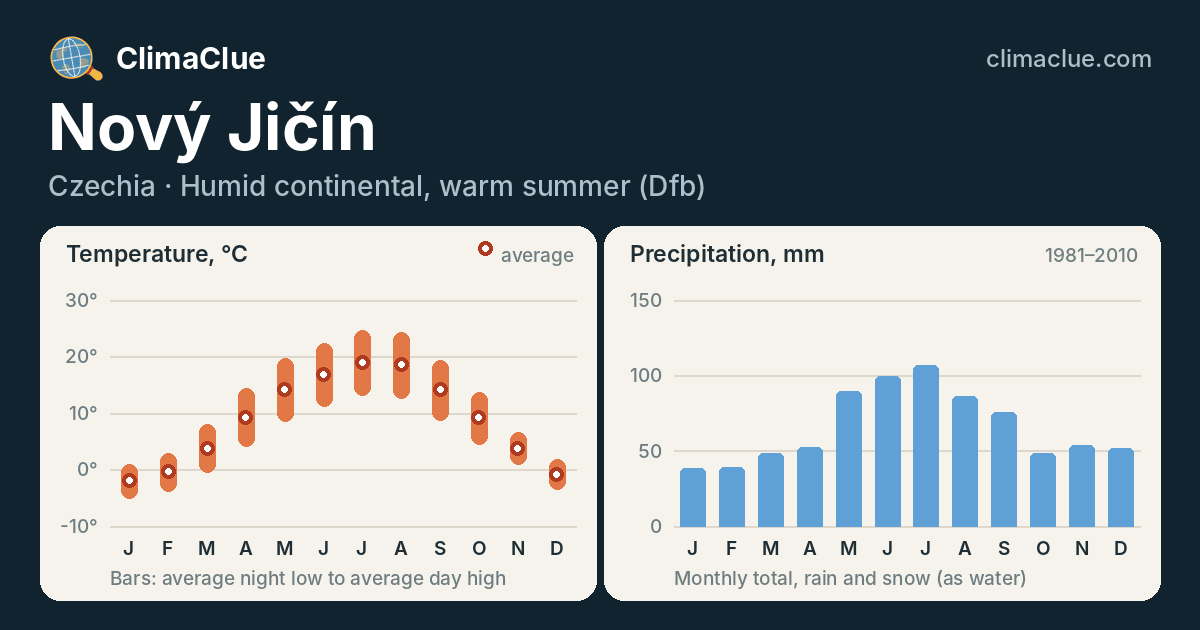 ClimaClue
climaclue.com
Nový Jičín
Czechia · Humid continental, warm summer (Dfb)
Temperature, °C
average
30°
20°
10°
0°
-10°
J F M A M J J A S O N D
Bars: average night low to average day high
Precipitation, mm
1981–2010
150
100
50
0
J F M A M J J A S O N D
Monthly total, rain and snow (as water)